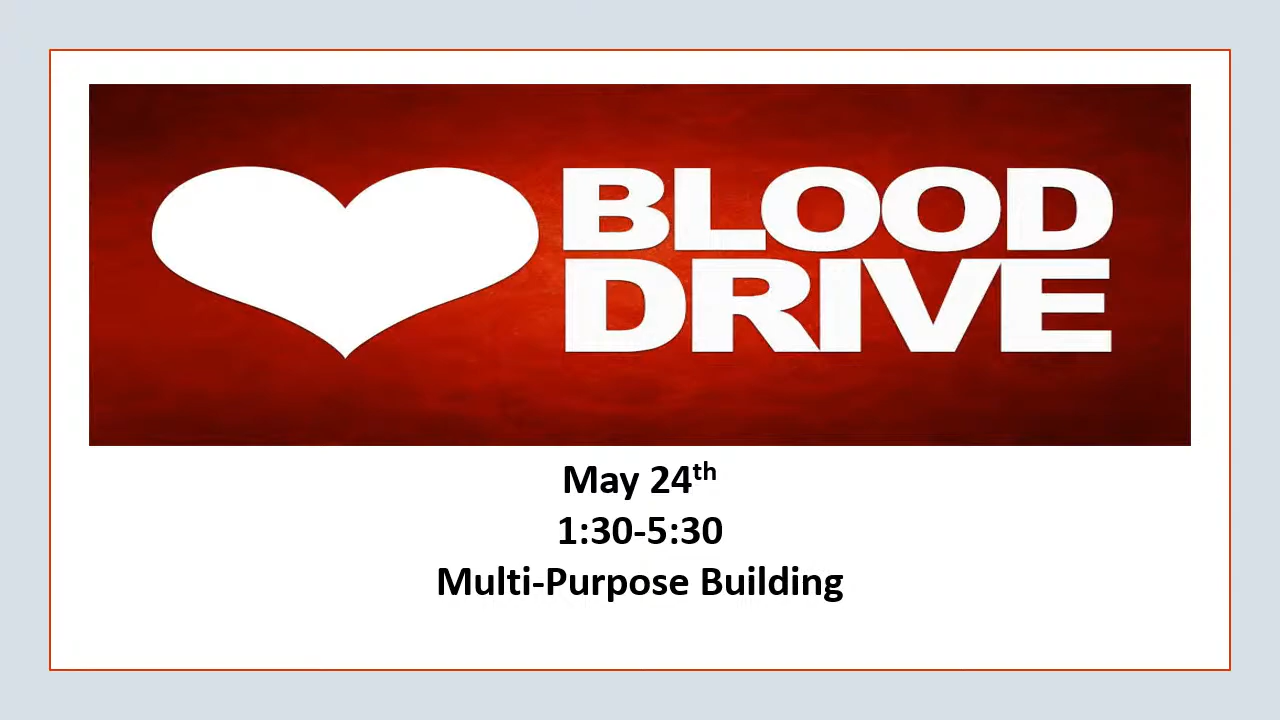 BLOOD
DRIVE
May 24th
1:30-5:30
Multi-Purpose Building